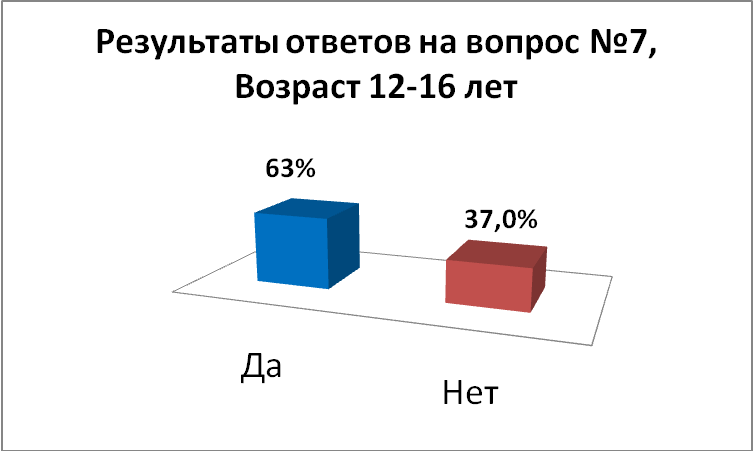 Результаты ответов на вопрос №7,
Возраст 12-16 лет
63%
37,0%
Да
Нет